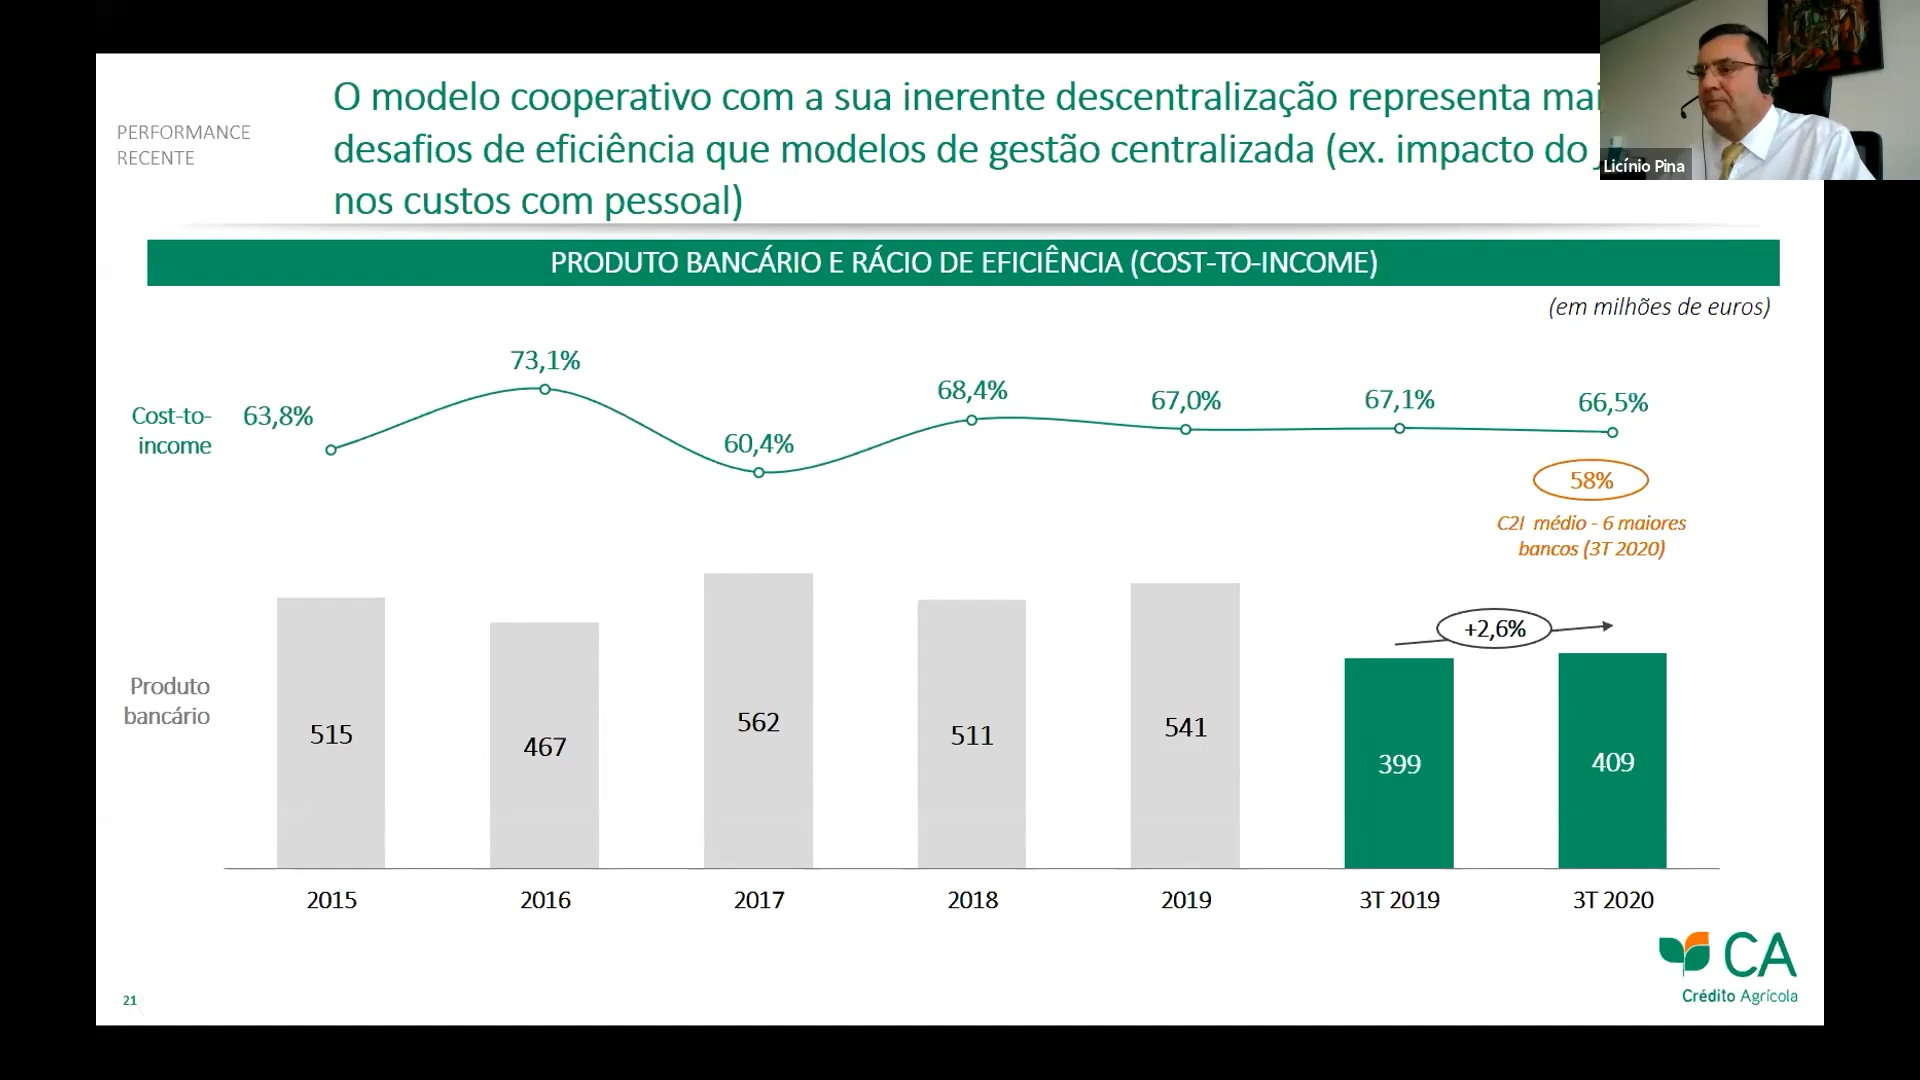 PERFORMANCE
RECENTE
O modelo cooperativo com a sua inerente descentralização representa
desafios de eficiência que modelos de gestão centralizada (ex. impacto do
nos custos com pessoal)
Licínio Pina
PRODUTO BANCÁRIO E RÁCIO DE EFICIÊNCIA (COST-TO-INCOME)
(em milhões de euros)
Cost-to-
income
63,8%
73,1%
60,4%
68,4%
67,0%
67,1%
66,5%
58%
C2I médio - 6 maiores
bancos (3T 2020)
+2,6%
Produto
bancário
515
467
562
511
541
399
409
2015
2016
2017
2018
2019
3T 2019
3T 2020
CA
Crédito Agrícola
21